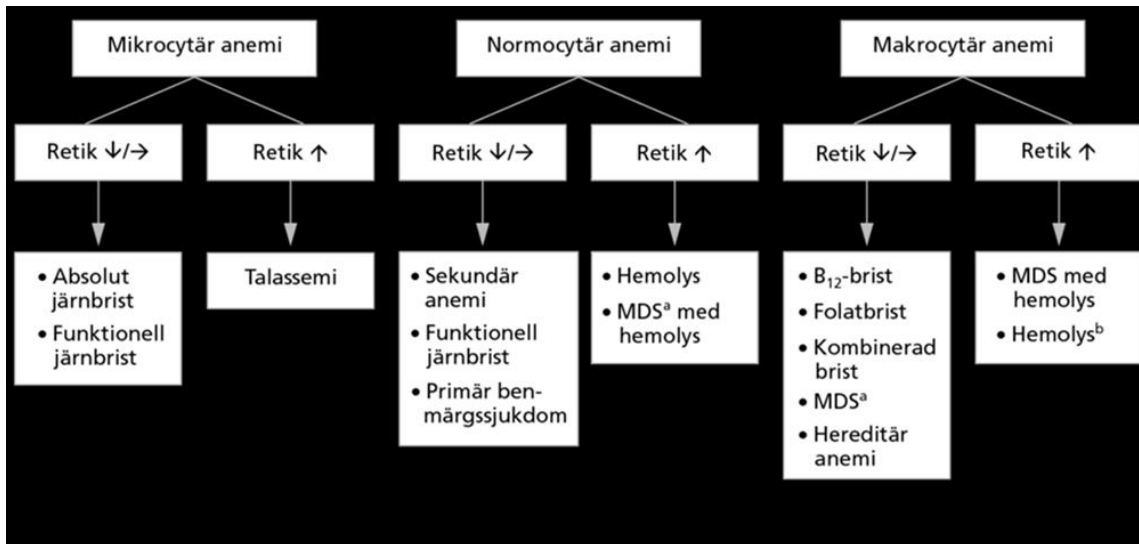 Mikrocytär anemi
Normocytär anemi
Makrocytär anemi
Retik ↓/→
Retik ↑
Retik ↓/→
Retik ↑
Retik ↓/→
Retik ↑
• Absolut
järnbrist
• Funktionell
järnbrist
Talassemi
• Sekundär
anemi
• Funktionell
järnbrist
• Primär ben-
märgssjukdom
• Hemolys
• MDSᵃ med
hemolys
• B₁₂-brist
• Folatbrist
• Kombinerad
brist
• MDSᵃ
• Hereditär
anemi
• MDS med
hemolys
• Hemolysᵇ